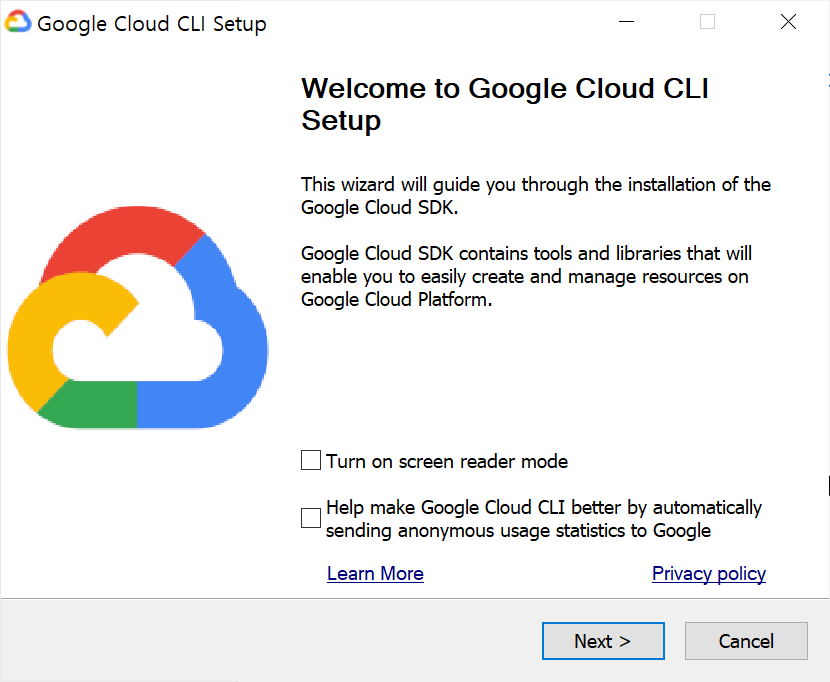 Google Cloud CLI Setup
Welcome to Google Cloud CLI
Setup
This wizard will guide you through the installation of the
Google Cloud SDK.
Google Cloud SDK contains tools and libraries that will
enable you to easily create and manage resources on
Google Cloud Platform.
Turn on screen reader mode
Help make Google Cloud CLI better by automatically
sending anonymous usage statistics to Google
Learn More
Privacy policy
Next >
Cancel